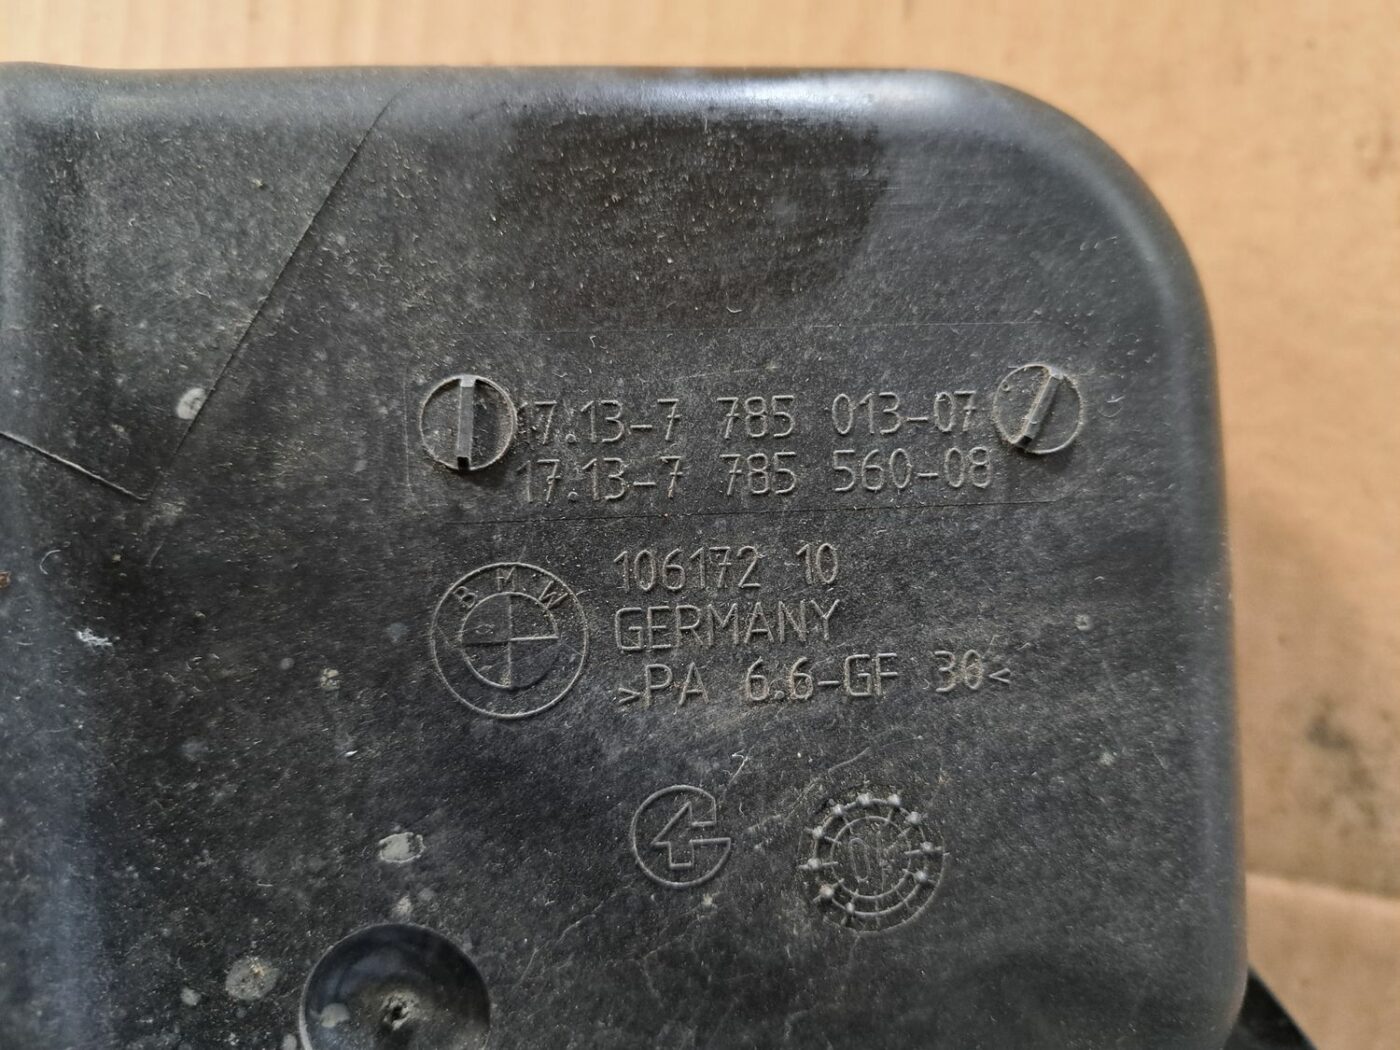 17.13-7 785 013-07
17.13-7 785 560-08
BMW
106172 10
GERMANY
>PA 6.6-GF 30<